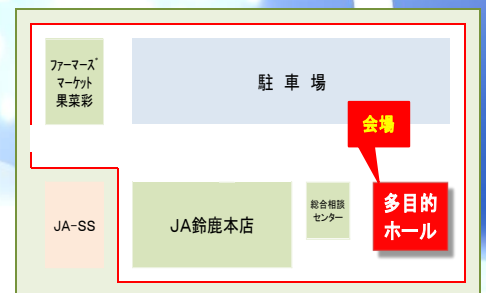 ファーマーズ
マーケット
果菜彩
駐車場
会場
JA-SS
JA鈴鹿本店
総合相談
センター
多目的
ホール